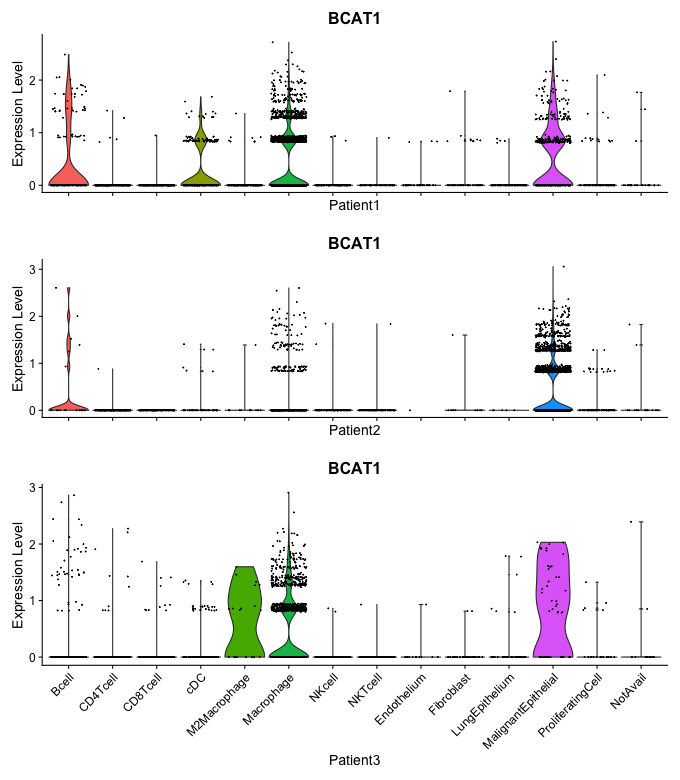 BCAT1
Expression Level
2
1
0
Patient1
BCAT1
Expression Level
3
2
1
0
Patient2
BCAT1
Expression Level
3
2
1
0
Bcell
CD4Tcell
CD8Tcell
cDC
M2Macrophage
Macrophage
NKcell
NKTcell
Endothelium
Fibroblast
LungEpithelium
MalignantEpithelial
ProliferatingCell
NotAvail
Patient3